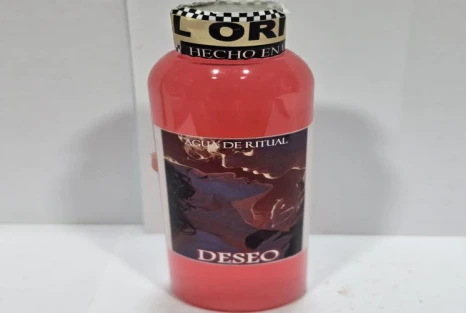 L ORI
HECHO EN
AGUA DE RITUAL
DESEO